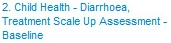 2. Child Health - Diarrhoea,
Treatment Scale Up Assessment -
Baseline